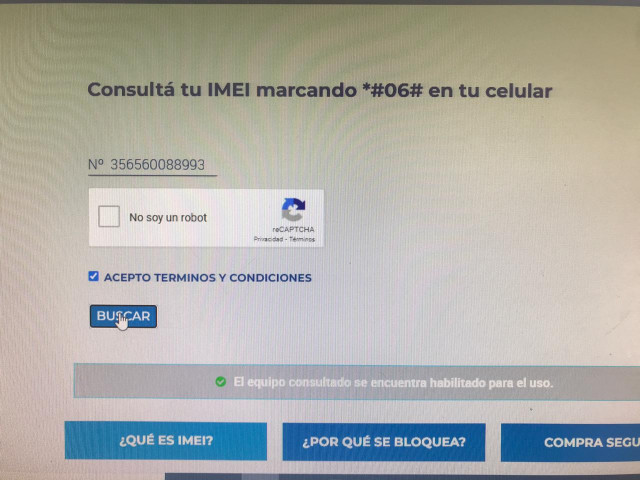 Consultá tu IMEI marcando *#06# en tu celular
Nº 356560088993
No soy un robot
reCAPTCHA
Privacidad - Términos
ACEPTO TERMINOS Y CONDICIONES
BUSCAR
El equipo consultado se encuentra habilitado para el uso.
¿QUÉ ES IMEI?
¿POR QUÉ SE BLOQUEA?
COMPRA SEGU